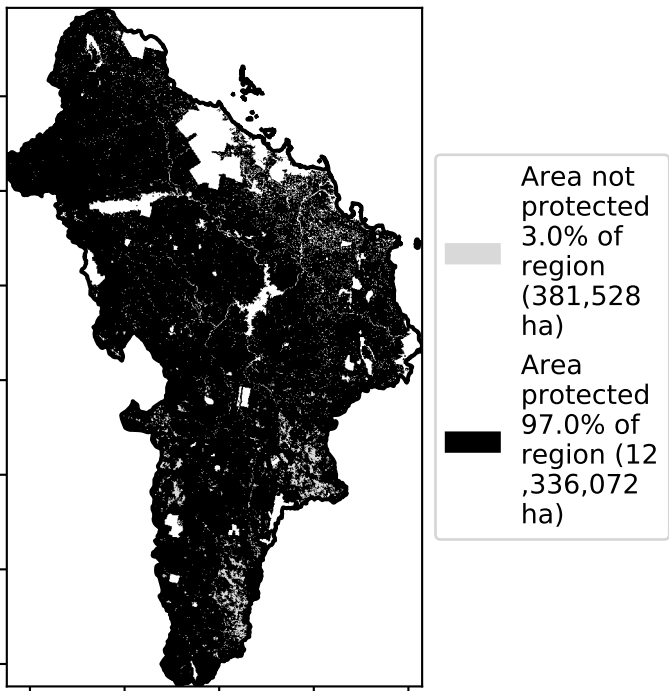 Area not
protected
3.0% of
region
(381,528
ha)
Area
protected
97.0% of
region (12
,336,072
ha)